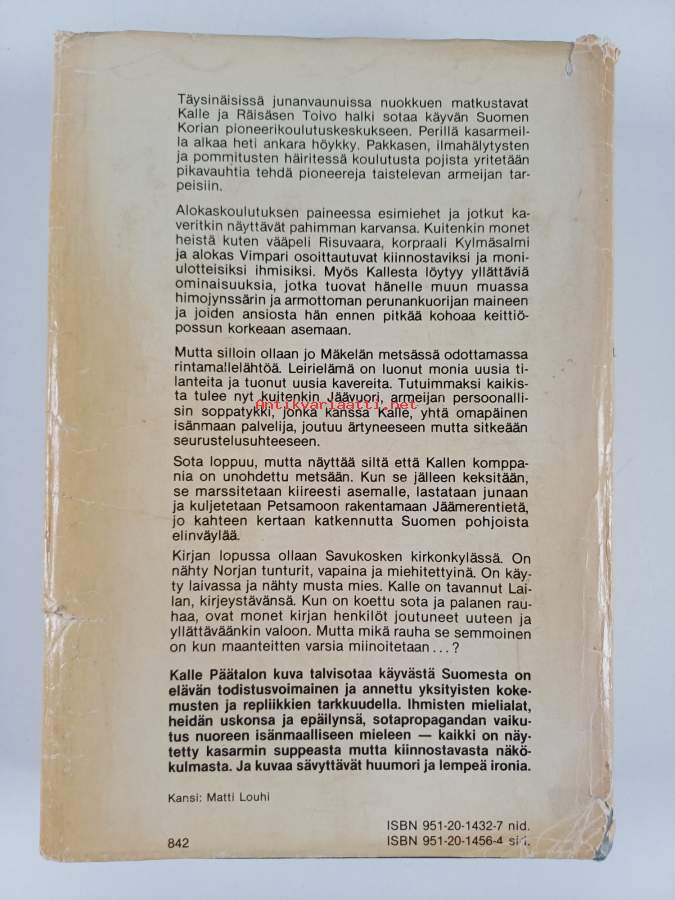 Täysinäisissä junanvaunuissa nuokkuen matkustavat
Kalle ja Räisäsen Toivo halki sotaa käyvän Suomen
Korian pioneerikoulutuskeskukseen. Perillä kasarmeil-
la alkaa heti ankara höykky. Pakkasen, ilmahälytysten
ja pommitusten häiritessä koulutusta pojista yritetään
pikavauhtia tehdä pioneereja taistelevan armeijan tar-
peisiin.
Alokaskoulutuksen paineessa esimiehet ja jotkut ka-
veritkin näyttävät pahimman karvansa. Kuitenkin monet
heistä kuten vääpeli Risuvaara, korpraali Kylmäsalmi
ja alokas Vimpari osoittautuvat kiinnostaviksi ja moni-
ulotteisiksi ihmisiksi. Myös Kallesta löytyy yllättäviä
ominaisuuksia, jotka tuovat hänelle muun muassa
himojynssärin ja armottoman perunankuorijan maineen
ja joiden ansiosta hän ennen pitkää kohoaa keittiö-
possun korkeaan asemaan.
Mutta silloin ollaan jo Mäkelän metsässä odottamassa
rintamallelähtöä. Leirielämä on luonut monia uusia ti-
lanteita ja tuonut uusia kavereita. Tutuimmaksi kaikis-
ta tulee nyt kuitenkin Jäävuori, armeijan persoonalli-
Antikvariaatti.net
sin soppatykki, jonka kanssa Kalle, yhtä omapäinen
isänmaan palvelija, joutuu ärtyneeseen mutta sitkeään
seurustelusuhteeseen.
Sota loppuu, mutta näyttää siltä että Kallen komppa-
nia on unohdettu metsään. Kun se jälleen keksitään,
se marssitetaan kiireesti asemalle, lastataan junaan
ja kuljetetaan Petsamoon rakentamaan Jäämerentietä,
jo kahteen kertaan katkennutta Suomen pohjoista
elinväylää.
Kirjan lopussa ollaan Savukosken kirkonkylässä. On
nähty Norjan tunturit, vapaina ja miehitettyinä. On käy-
ty laivassa ja nähty musta mies. Kalle on tavannut Lai-
lan, kirjeystävänsä. Kun on koettu sota ja palanen rau-
haa, ovat monet kirjan henkilöt joutuneet uuteen ja
yllättäväänkin valoon. Mutta mikä rauha se semmoinen
on kun maanteitten varsia miinoitetaan...?
Kalle Päätalon kuva talvisotaa käyvästä Suomesta on
elävän todistusvoimainen ja annettu yksityisten koke-
musten ja repliikkien tarkkuudella. Ihmisten mielialat,
heidän uskonsa ja epäilynsä, sotapropagandan vaiku-
tus nuoreen isänmaalliseen mieleen — kaikki on näy-
tetty kasarmin suppeasta mutta kiinnostavasta näkö-
kulmasta. Ja kuvaa sävyttävät huumori ja lempeä ironia.
Kansi: Matti Louhi
ISBN 951-20-1432-7 nid.
842
ISBN 951-20-1456-4 sid.